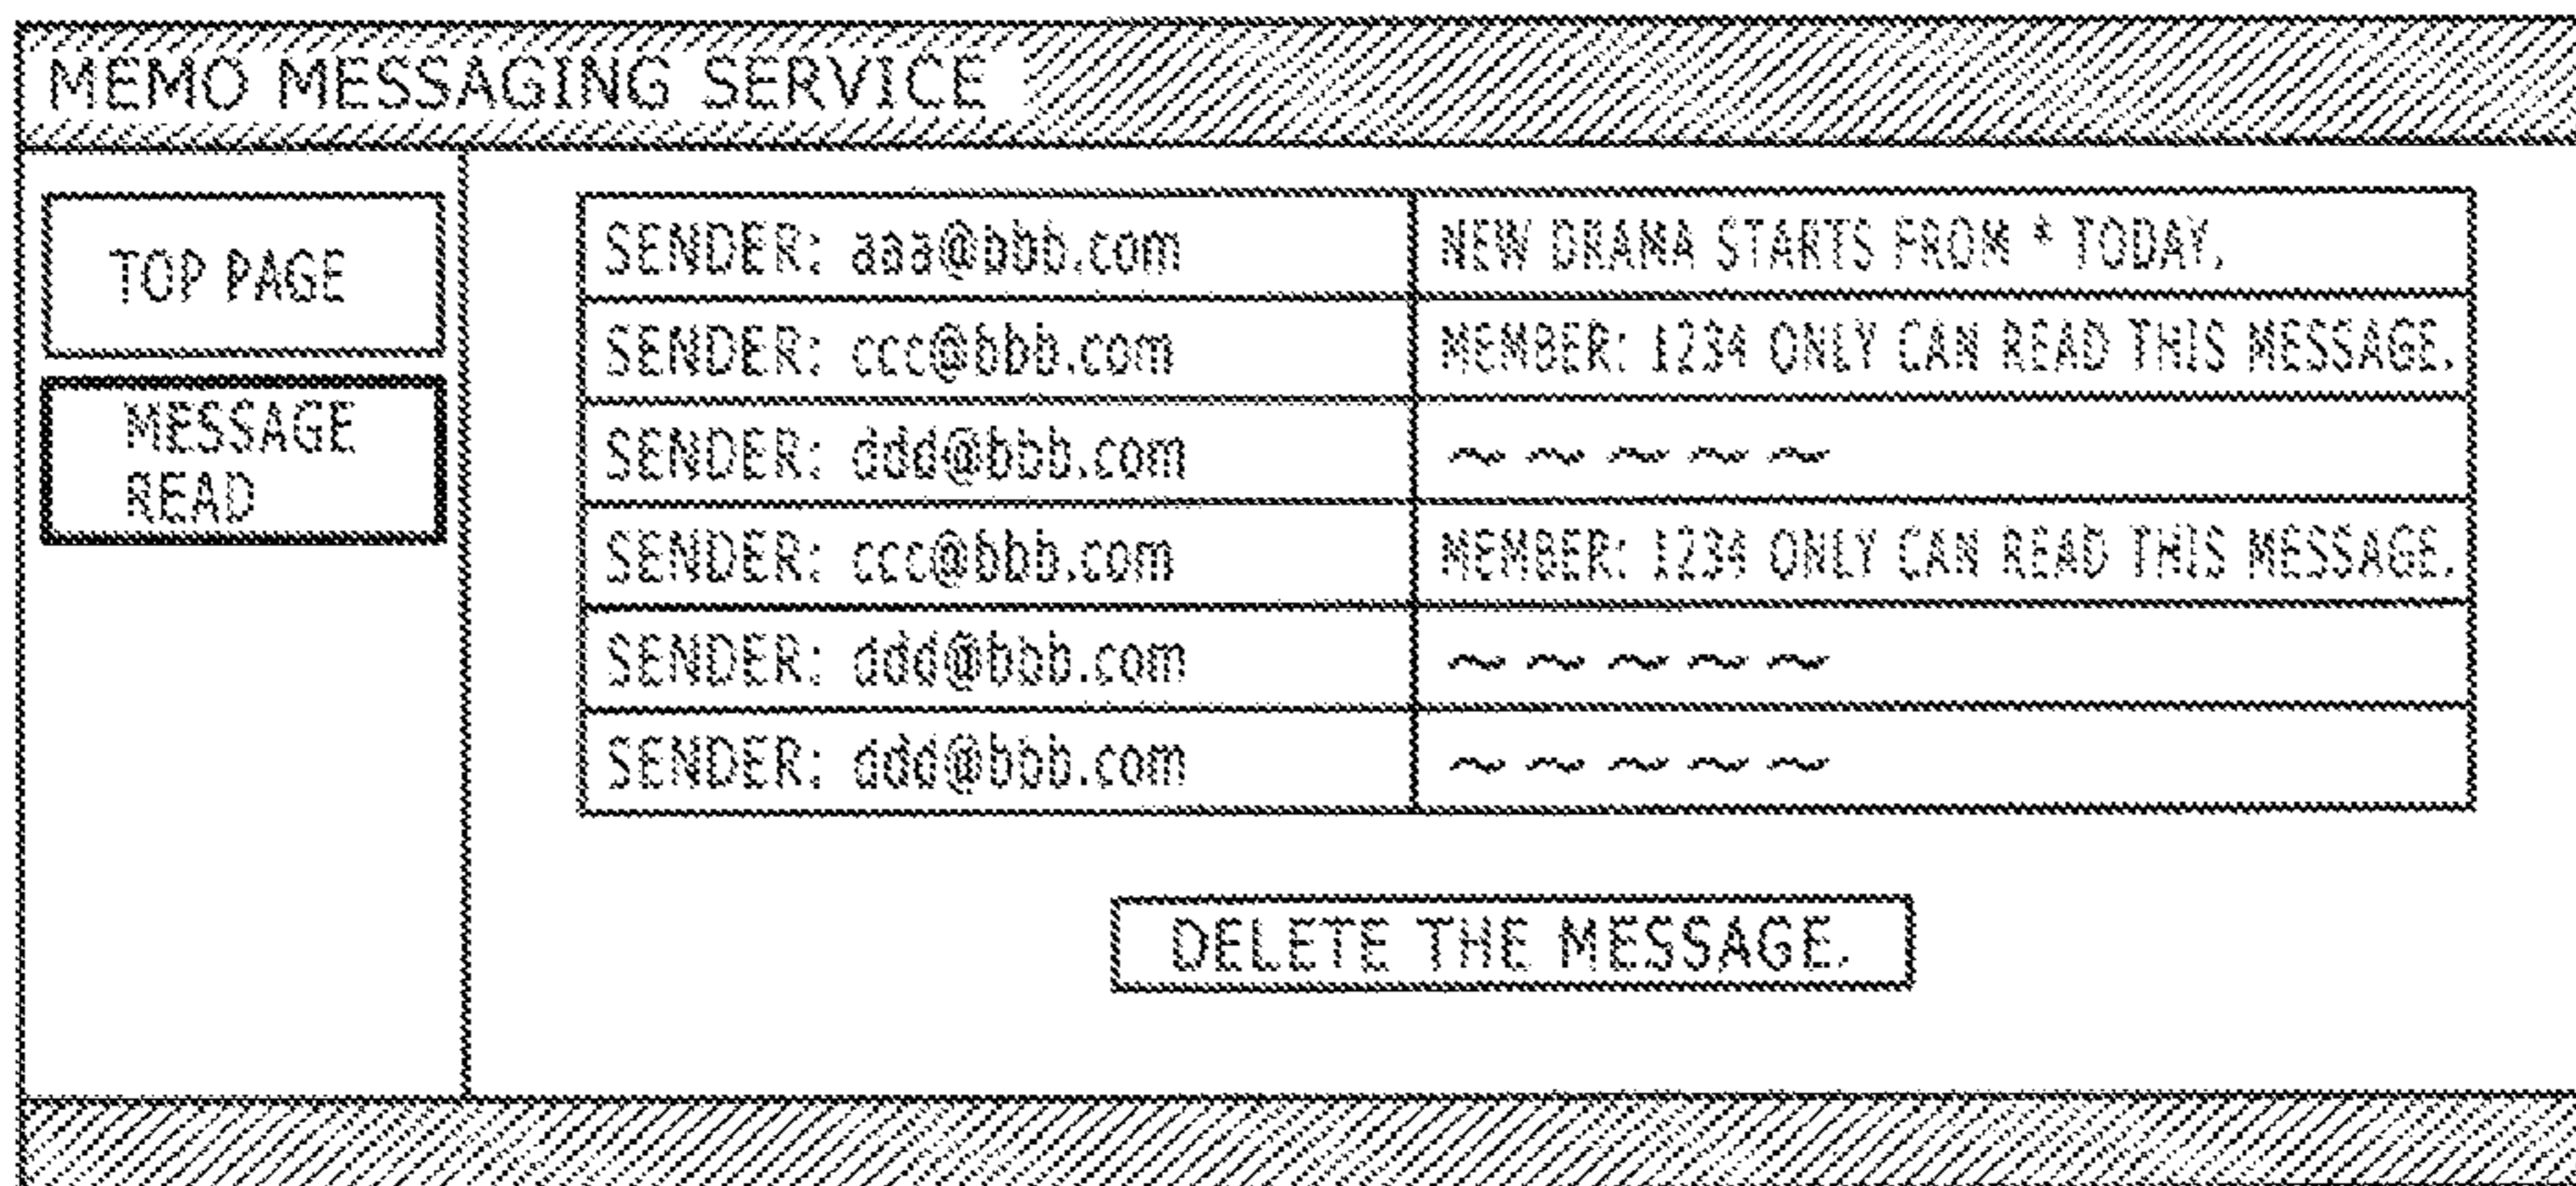 MEMO MESSAGING SERVICE
TOP PAGE
MESSAGE
READ
SENDER: aaa@bbb.com NEW DRAMA STARTS FROM * TODAY.
SENDER: ccc@bbb.com MEMBER: 1234 ONLY CAN READ THIS MESSAGE.
SENDER: ddd@bbb.com ~ ~ ~ ~ ~
SENDER: ccc@bbb.com MEMBER: 1234 ONLY CAN READ THIS MESSAGE.
SENDER: ddd@bbb.com ~ ~ ~ ~ ~
SENDER: ddd@bbb.com ~ ~ ~ ~ ~
DELETE THE MESSAGE.